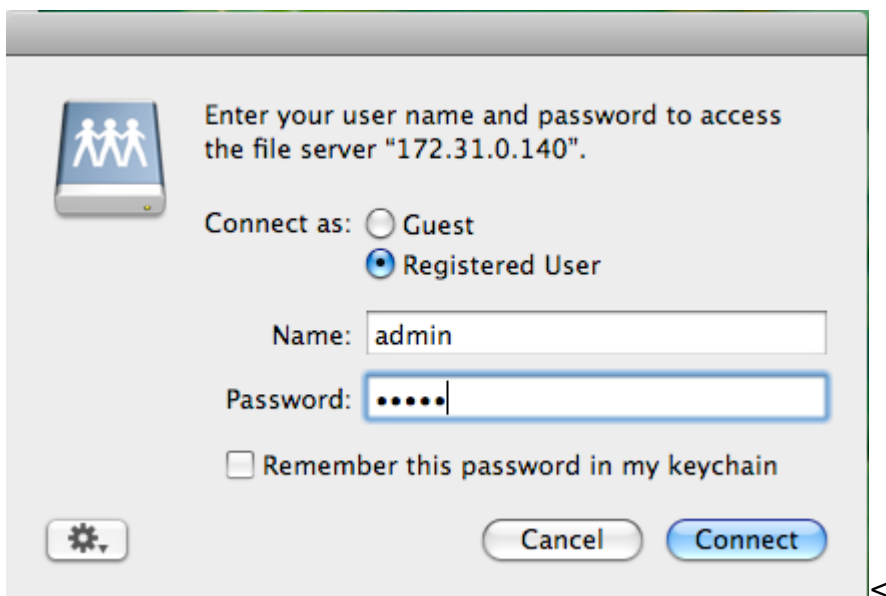 Enter your user name and password to access
the file server “172.31.0.140”.
Connect as: Guest
Registered User
Name: admin
Password: •••••
Remember this password in my keychain
Cancel Connect
<